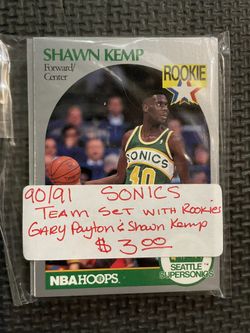 SHAWN KEMP
Forward/
Center
ROOKIE
SONICS
40
90/91 SONICS
TEAM SET WITH ROOKIES
GARY PAYTON & SHAWN KEMP
$3.00
NBA HOOPS
SEATTLE
SUPERSONICS